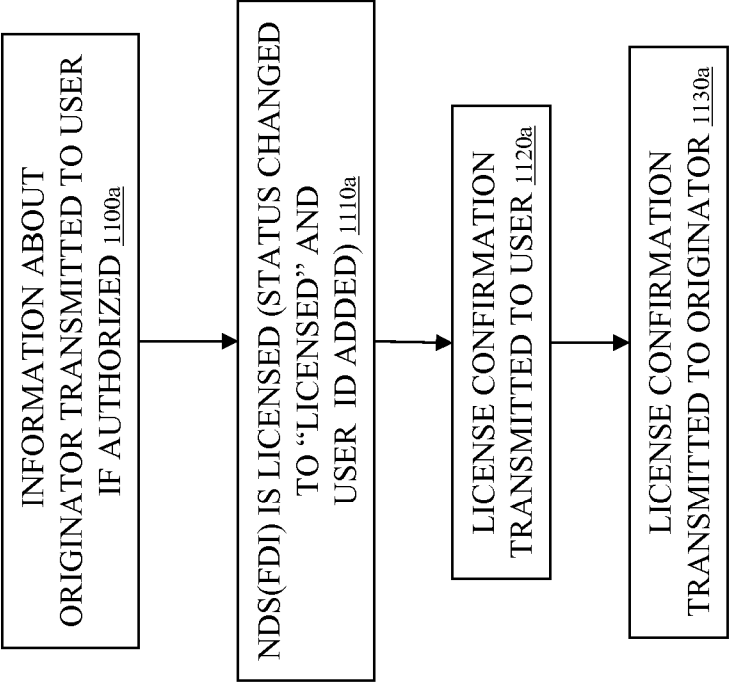 INFORMATION ABOUT
ORIGINATOR TRANSMITTED TO USER
IF AUTHORIZED 1100a
NDS(FDI) IS LICENSED (STATUS CHANGED
TO “LICENSED” AND
USER ID ADDED) 1110a
LICENSE CONFIRMATION
TRANSMITTED TO USER 1120a
LICENSE CONFIRMATION
TRANSMITTED TO ORIGINATOR 1130a